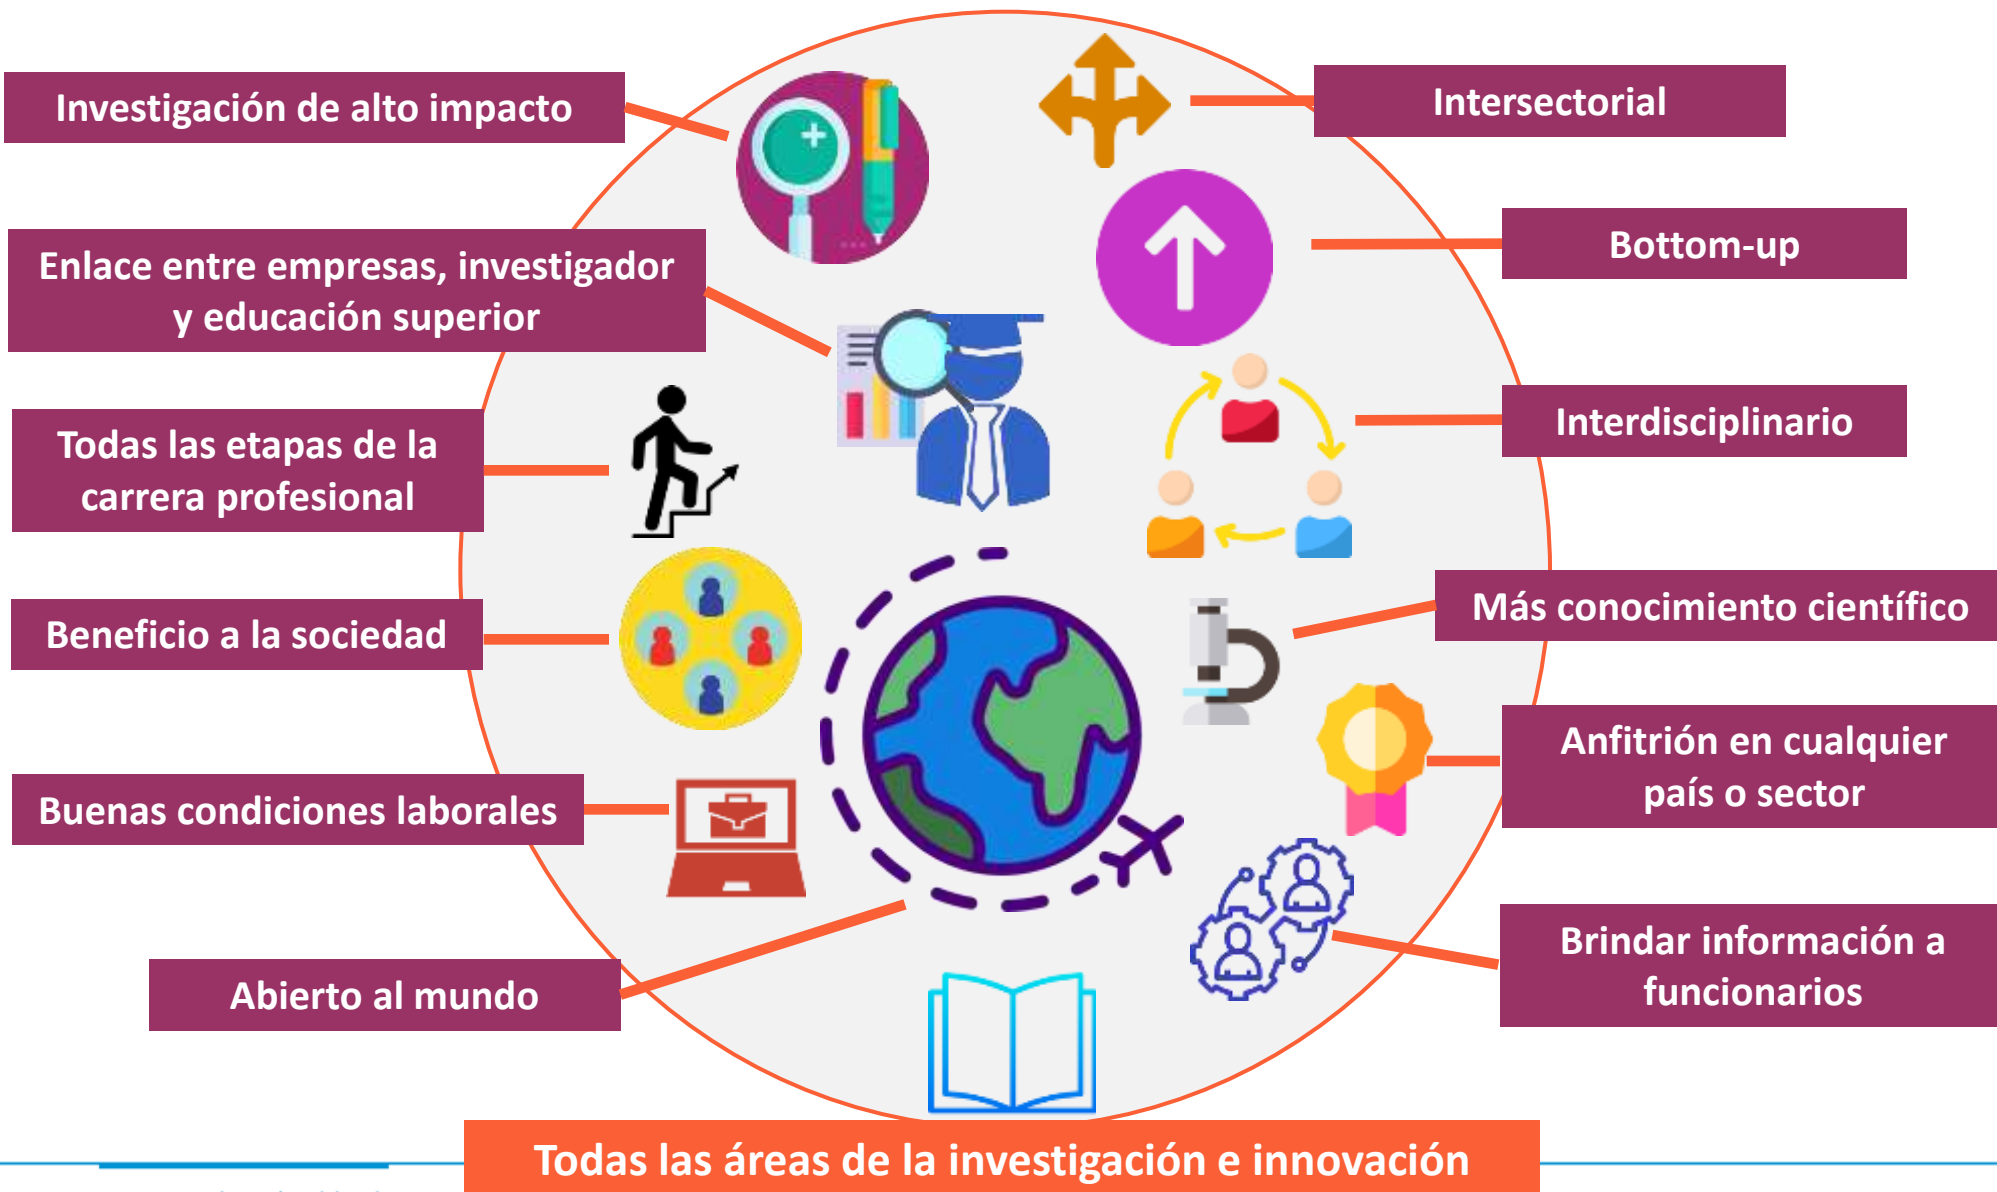 Investigación de alto impacto
Enlace entre empresas, investigador
y educación superior
Todas las etapas de la
carrera profesional
Beneficio a la sociedad
Buenas condiciones laborales
Abierto al mundo
Intersectorial
Bottom-up
Interdisciplinario
Más conocimiento científico
Anfitrión en cualquier
país o sector
Brindar información a
funcionarios
Todas las áreas de la investigación e innovación